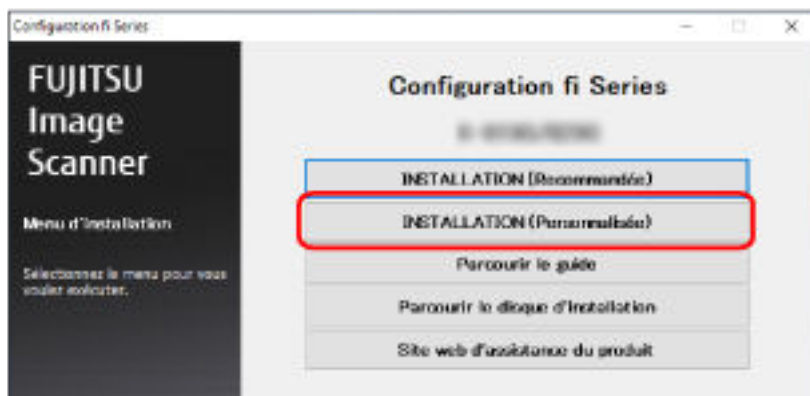 Configuration fi Series
FUJITSU
Image
Scanner
Menu d'installation
Sélectionnez le menu pour vous
voulez exécuter.
Configuration fi Series
INSTALLATION (Recommandée)
INSTALLATION (Personnalisée)
Parcourir le guide
Parcourir le disque d'installation
Site web d'assistance du produit